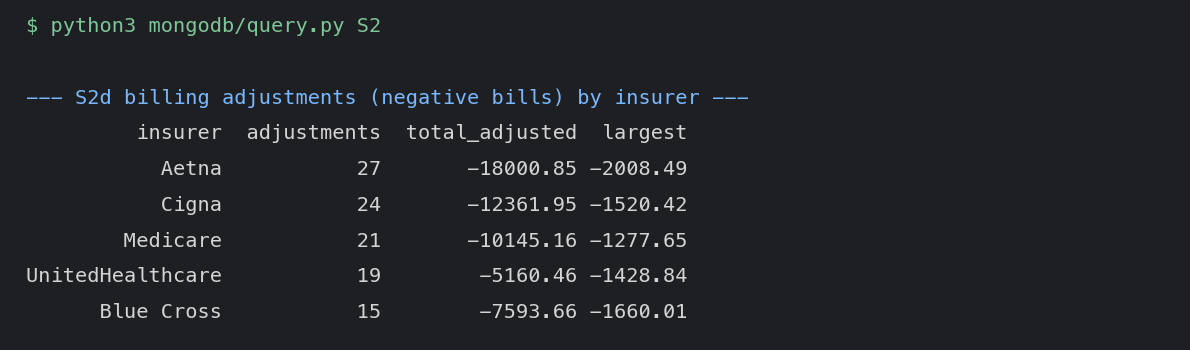 $ python3 mongodb/query.py S2
--- S2d billing adjustments (negative bills) by insurer ---
insurer adjustments total_adjusted largest
Aetna 27 -18000.85 -2008.49
Cigna 24 -12361.95 -1520.42
Medicare 21 -10145.16 -1277.65
UnitedHealthcare 19 -5160.46 -1428.84
Blue Cross 15 -7593.66 -1660.01